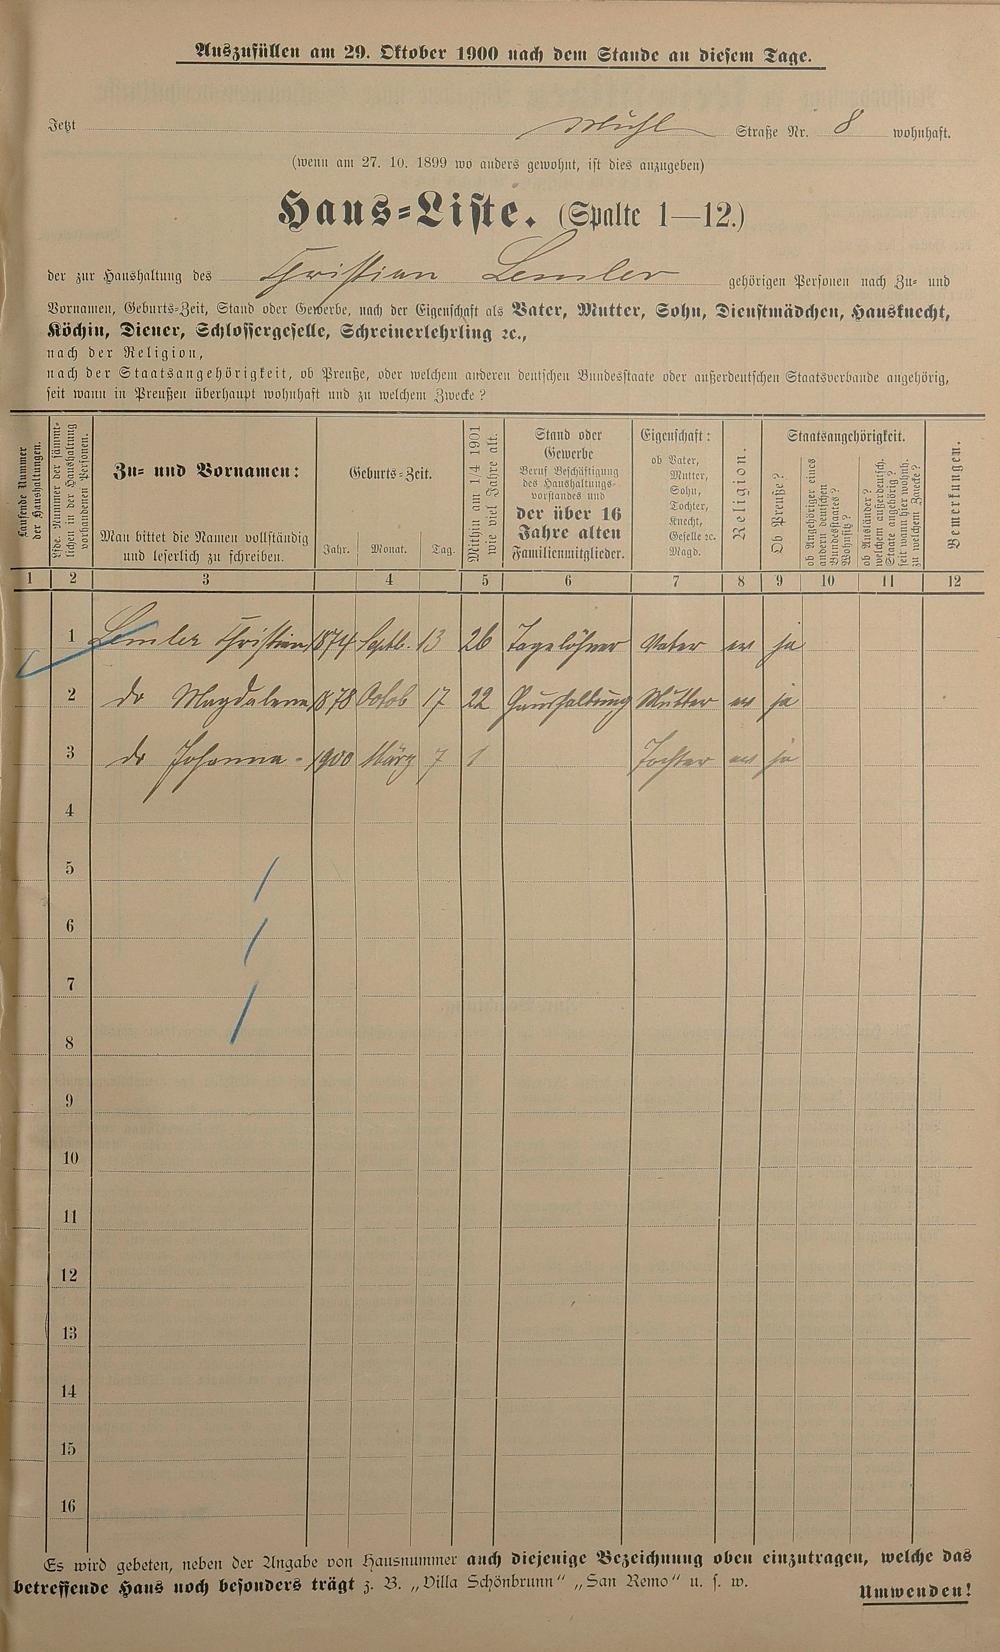 Auszufüllen am 29. Oktober 1900 nach dem Stande an diesem Tage.
Jetzt Mühl Straße Nr. 8 wohnhaft.
(wenn am 27. 10. 1899 wo anders gewohnt, ist dies anzugeben)
Haus-Liste. (Spalte 1—12.)
der zur Haushaltung des Christian Lemler gehörigen Personen nach Zu- und
Vornamen, Geburts-Zeit, Stand oder Gewerbe, nach der Eigenschaft als Vater, Mutter, Sohn, Dienstmädchen, Hausknecht,
Köchin, Diener, Schlossergeselle, Schreinerlehrling ꝛc.,
nach der Religion,
nach der Staatsangehörigkeit, ob Preuße, oder welchem anderen deutschen Bundesstaate oder außerdeutschen Staatsverbande angehörig,
seit wann in Preußen überhaupt wohnhaft und zu welchem Zwecke?
Laufende Nummer
der Haushaltungen.
Lfde. Nummer der sämmt-
lichen in der Haushaltung
vorhandenen Personen.
Zu- und Vornamen:
Man bittet die Namen vollständig
und leserlich zu schreiben.
Geburts-Zeit.
Jahr. Monat. Tag.
Mithin am 1/4 1901
wie viel Jahre alt.
Stand oder
Gewerbe
Beruf Beschäftigung
des Haushaltungs-
vorstandes und
der über 16
Jahre alten
Familienmitglieder.
Eigenschaft:
ob Vater,
Mutter,
Sohn,
Tochter,
Knecht,
Geselle ꝛc.
Magd.
Religion.
Staatsangehörigkeit.
Ob Preuße?
ob Angehöriger eines
andern deutschen
Bundesstaates?
Wohnsitz?
ob Ausländer?
welchem außerdeutsch.
Staate angehörig?
seit wann hier wohnh.
zu welchem Zwecke?
Bemerkungen.
1 2 3 4 5 6 7 8 9 10 11 12
1 Lemler Christian 1874 Septb. 13 26 Tagelöhner Vater ev ja
2 do Magdalena 1878 Octob 17 22 Haushaltung Mutter ev ja
3 do Johanna - 1900 März 7 1 Tochter ev ja
4
5
6
7
8
9
10
11
12
13
14
15
16
Es wird gebeten, neben der Angabe von Hausnummer auch diejenige Bezeichnung oben einzutragen, welche das
betreffende Haus noch besonders trägt z. B. „Villa Schönbrunn“ „San Remo“ u. s. w.
Umwenden!